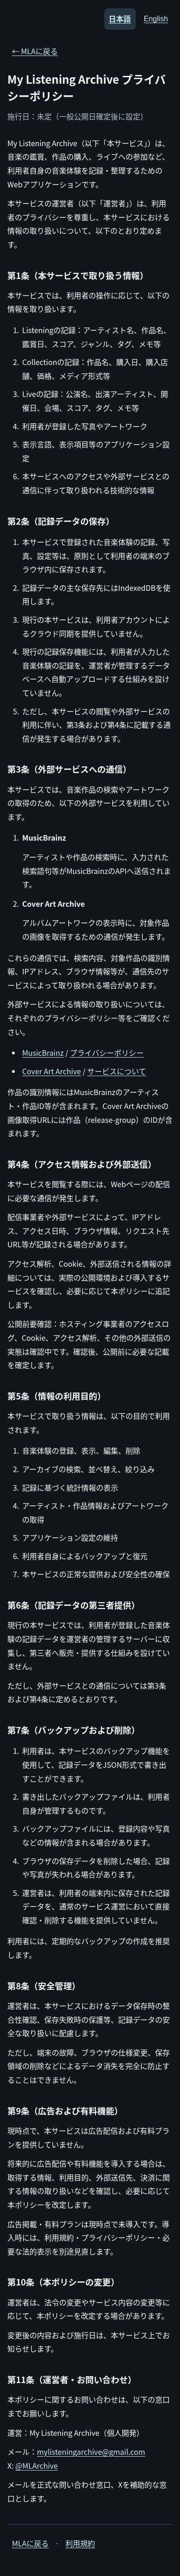 日本語 English
← MLAに戻る
My Listening Archive プライバ
シーポリシー
施行日：未定（一般公開日確定後に設定）
My Listening Archive（以下「本サービス」）は、
音楽の鑑賞、作品の購入、ライブへの参加など、
利用者自身の音楽体験を記録・整理するための
Webアプリケーションです。
本サービスの運営者（以下「運営者」）は、利用
者のプライバシーを尊重し、本サービスにおける
情報の取り扱いについて、以下のとおり定めま
す。
第1条（本サービスで取り扱う情報）
本サービスでは、利用者の操作に応じて、以下の
情報を取り扱います。
1. Listeningの記録：アーティスト名、作品名、
鑑賞日、スコア、ジャンル、タグ、メモ等
2. Collectionの記録：作品名、購入日、購入店
舗、価格、メディア形式等
3. Liveの記録：公演名、出演アーティスト、開
催日、会場、スコア、タグ、メモ等
4. 利用者が登録した写真やアートワーク
5. 表示言語、表示項目等のアプリケーション設
定
6. 本サービスへのアクセスや外部サービスとの
通信に伴って取り扱われる技術的な情報
第2条（記録データの保存）
1. 本サービスで登録された音楽体験の記録、写
真、設定等は、原則として利用者の端末のブ
ラウザ内に保存されます。
2. 記録データの主な保存先にはIndexedDBを使
用します。
3. 現行の本サービスは、利用者アカウントによ
るクラウド同期を提供していません。
4. 現行の記録保存機能には、利用者が入力した
音楽体験の記録を、運営者が管理するデータ
ベースへ自動アップロードする仕組みを設け
ていません。
5. ただし、本サービスの閲覧や外部サービスの
利用に伴い、第3条および第4条に記載する通
信が発生する場合があります。
第3条（外部サービスへの通信）
本サービスでは、音楽作品の検索やアートワーク
の取得のため、以下の外部サービスを利用してい
ます。
1. MusicBrainz
アーティストや作品の検索時に、入力された
検索語句等がMusicBrainzのAPIへ送信されま
す。
2. Cover Art Archive
アルバムアートワークの表示時に、対象作品
の画像を取得するための通信が発生します。
これらの通信では、検索内容、対象作品の識別情
報、IPアドレス、ブラウザ情報等が、通信先のサ
ービスによって取り扱われる場合があります。
外部サービスによる情報の取り扱いについては、
それぞれのプライバシーポリシー等をご確認くだ
さい。
• MusicBrainz / プライバシーポリシー
• Cover Art Archive / サービスについて
作品の識別情報にはMusicBrainzのアーティス
ト・作品ID等が含まれます。Cover Art Archiveの
画像取得URLには作品（release-group）のIDが含
まれます。
第4条（アクセス情報および外部送信）
本サービスを閲覧する際には、Webページの配信
に必要な通信が発生します。
配信事業者や外部サービスによって、IPアドレ
ス、アクセス日時、ブラウザ情報、リクエスト先
URL等が記録される場合があります。
アクセス解析、Cookie、外部送信される情報の詳
細については、実際の公開環境および導入するサ
ービスを確認し、必要に応じて本ポリシーに追記
します。
公開前要確認：ホスティング事業者のアクセスロ
グ、Cookie、アクセス解析、その他の外部送信の
実態は確認中です。確認後、公開前に必要な記載
を確定します。
第5条（情報の利用目的）
本サービスで取り扱う情報は、以下の目的で利用
されます。
1. 音楽体験の登録、表示、編集、削除
2. アーカイブの検索、並べ替え、絞り込み
3. 記録に基づく統計情報の表示
4. アーティスト・作品情報およびアートワーク
の取得
5. アプリケーション設定の維持
6. 利用者自身によるバックアップと復元
7. 本サービスの正常な提供および安全性の確保
第6条（記録データの第三者提供）
現行の本サービスでは、利用者が登録した音楽体
験の記録データを運営者の管理するサーバーに収
集し、第三者へ販売・提供する仕組みを設けてい
ません。
ただし、外部サービスとの通信については第3条
および第4条に定めるとおりです。
第7条（バックアップおよび削除）
1. 利用者は、本サービスのバックアップ機能を
使用して、記録データをJSON形式で書き出
すことができます。
2. 書き出したバックアップファイルは、利用者
自身が管理するものです。
3. バックアップファイルには、登録内容や写真
などの情報が含まれる場合があります。
4. ブラウザの保存データを削除した場合、記録
や写真が失われる場合があります。
5. 運営者は、利用者の端末内に保存された記録
データを、通常のサービス運営において直接
確認・削除する機能を提供していません。
利用者には、定期的なバックアップの作成を推奨
します。
第8条（安全管理）
運営者は、本サービスにおけるデータ保存時の整
合性確認、保存失敗時の保護等、記録データの安
全な取り扱いに配慮します。
ただし、端末の故障、ブラウザの仕様変更、保存
領域の削除などによるデータ消失を完全に防止す
ることはできません。
第9条（広告および有料機能）
現時点で、本サービスは広告配信および有料プラ
ンを提供していません。
将来的に広告配信や有料機能を導入する場合は、
取得する情報、利用目的、外部送信先、決済に関
する情報の取り扱いなどを確認し、必要に応じて
本ポリシーを改定します。
広告掲載・有料プランは現時点で未導入です。導
入時には、利用規約・プライバシーポリシー・必
要な法的表示を別途見直します。
第10条（本ポリシーの変更）
運営者は、法令の変更やサービス内容の変更等に
応じて、本ポリシーを改定する場合があります。
変更後の内容および施行日は、本サービス上でお
知らせします。
第11条（運営者・お問い合わせ）
本ポリシーに関するお問い合わせは、以下の窓口
までお願いします。
運営：My Listening Archive（個人開発）
メール：mylisteningarchive@gmail.com
X: @MLArchive
メールを正式な問い合わせ窓口、Xを補助的な窓
口とします。
MLAに戻る · 利用規約